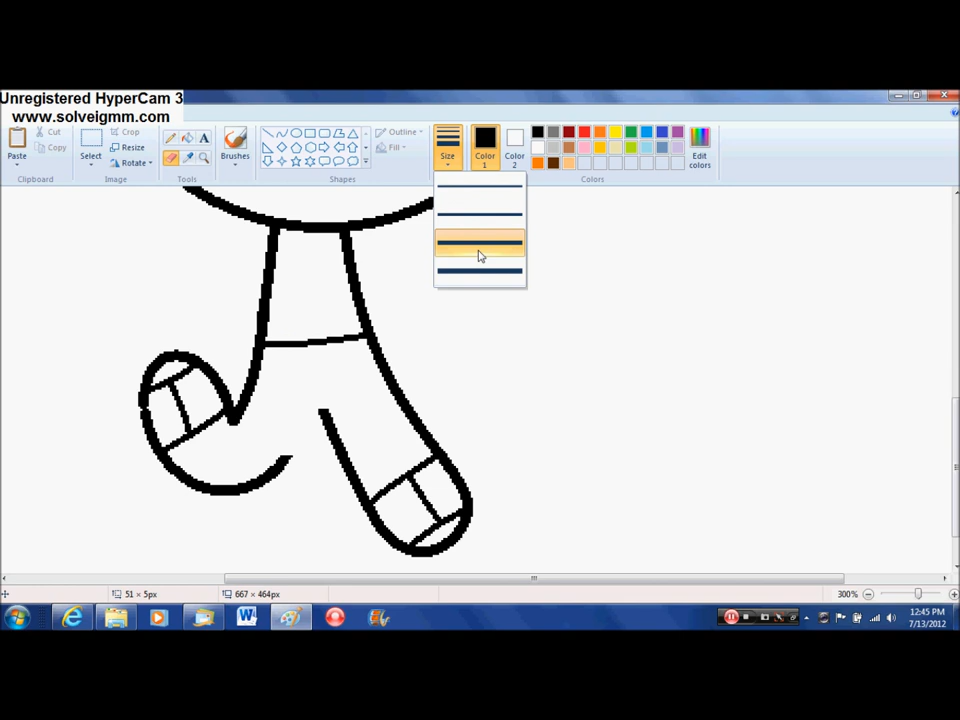 Unregistered HyperCam 3
www.solveigmm.com
Cut
Copy
Paste
Clipboard
Crop
Resize
Rotate
Select
Image
A
Tools
Brushes
Outline
Fill
Shapes
Size
Color
1
Color
2
Edit
colors
Colors
51 × 5px
667 × 464px
300%
W
12:45 PM
7/13/2012